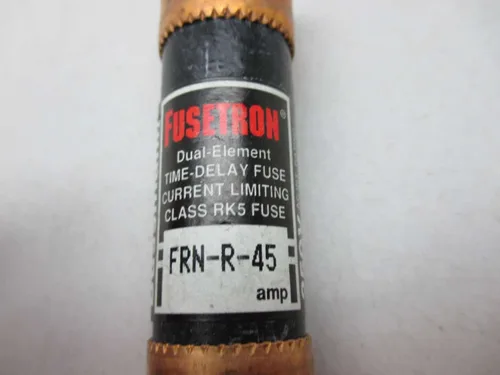 FUSETRON®
Dual-Element
TIME-DELAY FUSE
CURRENT LIMITING
CLASS RK5 FUSE
FRN-R-45
amp